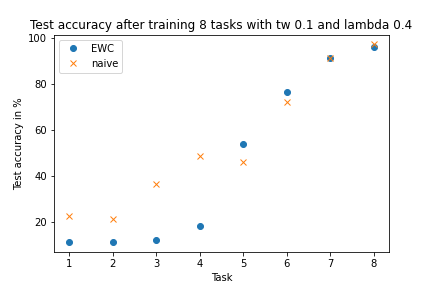 Test accuracy after training 8 tasks with tw 0.1 and lambda 0.4
100
80
60
40
20
Test accuracy in %
EWC
naive
1 2 3 4 5 6 7 8
Task